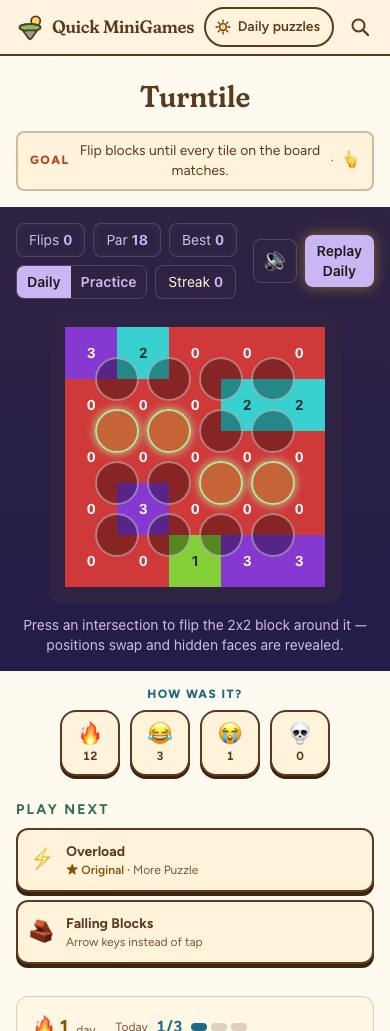 Quick MiniGames Daily puzzles
Turntile
GOAL Flip blocks until every tile on the board · 👆
matches.
Flips 0 Par 18 Best 0
Daily Practice Streak 0
Replay
Daily
3 2 0 0 0
0 0 0 2 2
0 0 0 0 0
0 3 0 0 0
0 0 1 3 3
Press an intersection to flip the 2x2 block around it —
positions swap and hidden faces are revealed.
HOW WAS IT?
12 3 1 0
PLAY NEXT
Overload
★ Original · More Puzzle
Falling Blocks
Arrow keys instead of tap
1 day Today 1/3